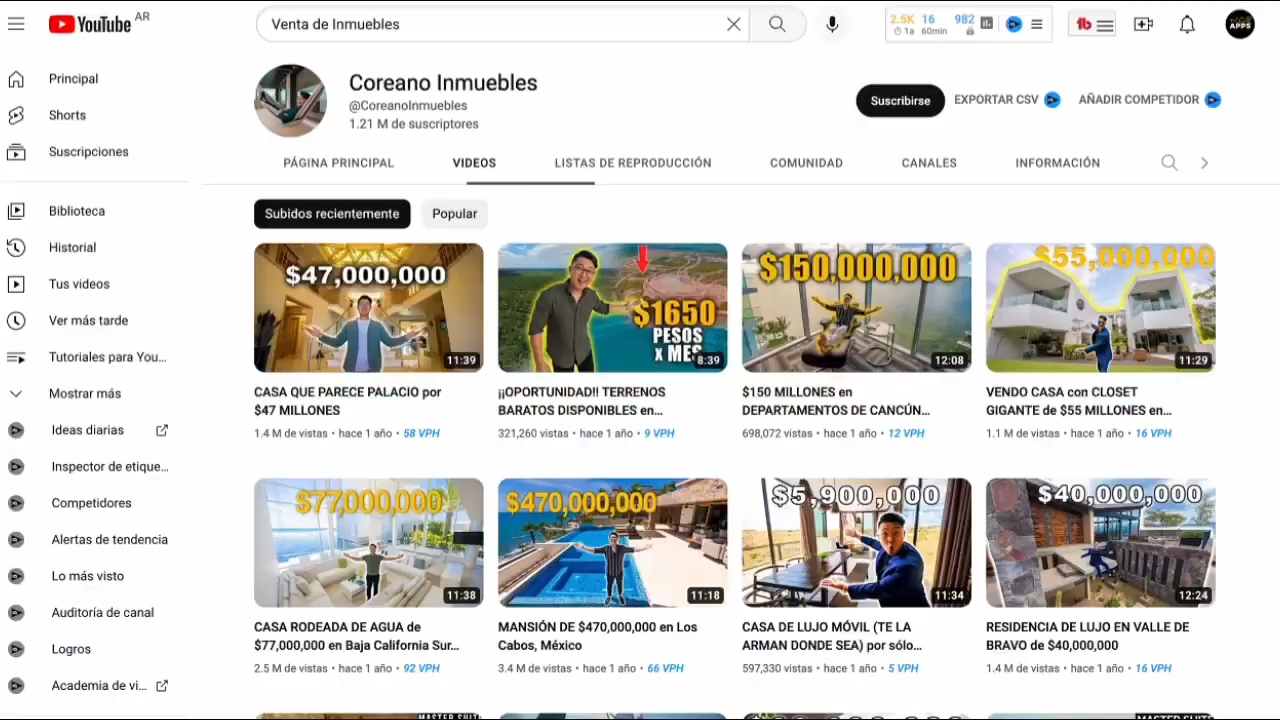 YouTube AR
Venta de Inmuebles
2.5K 16 982
1a 60min
tb
APPS
Principal
Shorts
Suscripciones
Biblioteca
Historial
Tus videos
Ver más tarde
Tutoriales para You...
Mostrar más
Ideas diarias
Inspector de etique...
Competidores
Alertas de tendencia
Lo más visto
Auditoría de canal
Logros
Academia de vi...
Coreano Inmuebles
@CoreanoInmuebles
1.21 M de suscriptores
Suscribirse
EXPORTAR CSV
AÑADIR COMPETIDOR
PÁGINA PRINCIPAL VIDEOS LISTAS DE REPRODUCCIÓN COMUNIDAD CANALES INFORMACIÓN
Subidos recientemente Popular
$47,000,000
11:39
CASA QUE PARECE PALACIO por
$47 MILLONES
1.4 M de vistas • hace 1 año • 58 VPH
$1650
PESOS
x MES
8:39
¡¡OPORTUNIDAD!! TERRENOS
BARATOS DISPONIBLES en...
321,260 vistas • hace 1 año • 9 VPH
$150,000,000
12:08
$150 MILLONES en
DEPARTAMENTOS DE CANCÚN...
698,072 vistas • hace 1 año • 12 VPH
$55,000,000
11:29
VENDO CASA con CLOSET
GIGANTE de $55 MILLONES en...
1.1 M de vistas • hace 1 año • 16 VPH
$77,000,000
11:38
CASA RODEADA DE AGUA de
$77,000,000 en Baja California Sur...
2.5 M de vistas • hace 1 año • 92 VPH
$470,000,000
11:18
MANSIÓN DE $470,000,000 en Los
Cabos, México
3.4 M de vistas • hace 1 año • 66 VPH
$5,900,000
11:34
CASA DE LUJO MÓVIL (TE LA
ARMAN DONDE SEA) por sólo...
597,330 vistas • hace 1 año • 5 VPH
$40,000,000
12:24
RESIDENCIA DE LUJO EN VALLE DE
BRAVO de $40,000,000
1.4 M de vistas • hace 1 año • 16 VPH